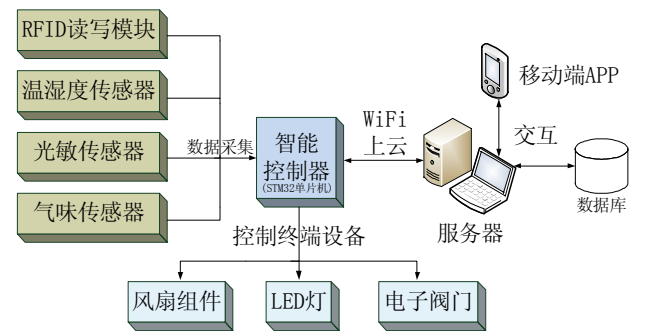 RFID读写模块
温湿度传感器
光敏传感器
气味传感器
数据采集
智能
控制器
(STM32单片机)
WiFi
上云
移动端APP
交互
数据库
服务器
控制终端设备
风扇组件
LED灯
电子阀门